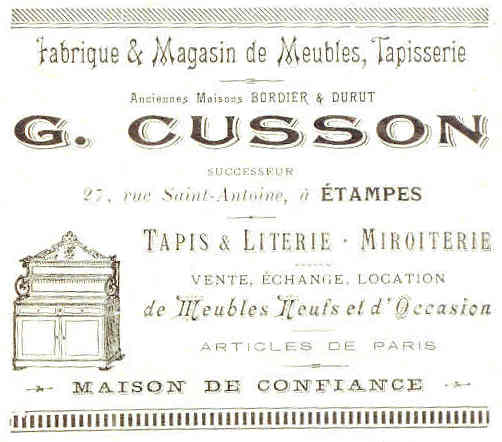 Fabrique & Magasin de Meubles, Tapisserie
Anciennes Maisons BORDIER & DURUT
G. CUSSON
SUCCESSEUR
27, rue Saint-Antoine, à ÉTAMPES
TAPIS & LITERIE - MIROITERIE
VENTE, ÉCHANGE, LOCATION
de Meubles Neufs et d'Occasion
ARTICLES DE PARIS
MAISON DE CONFIANCE